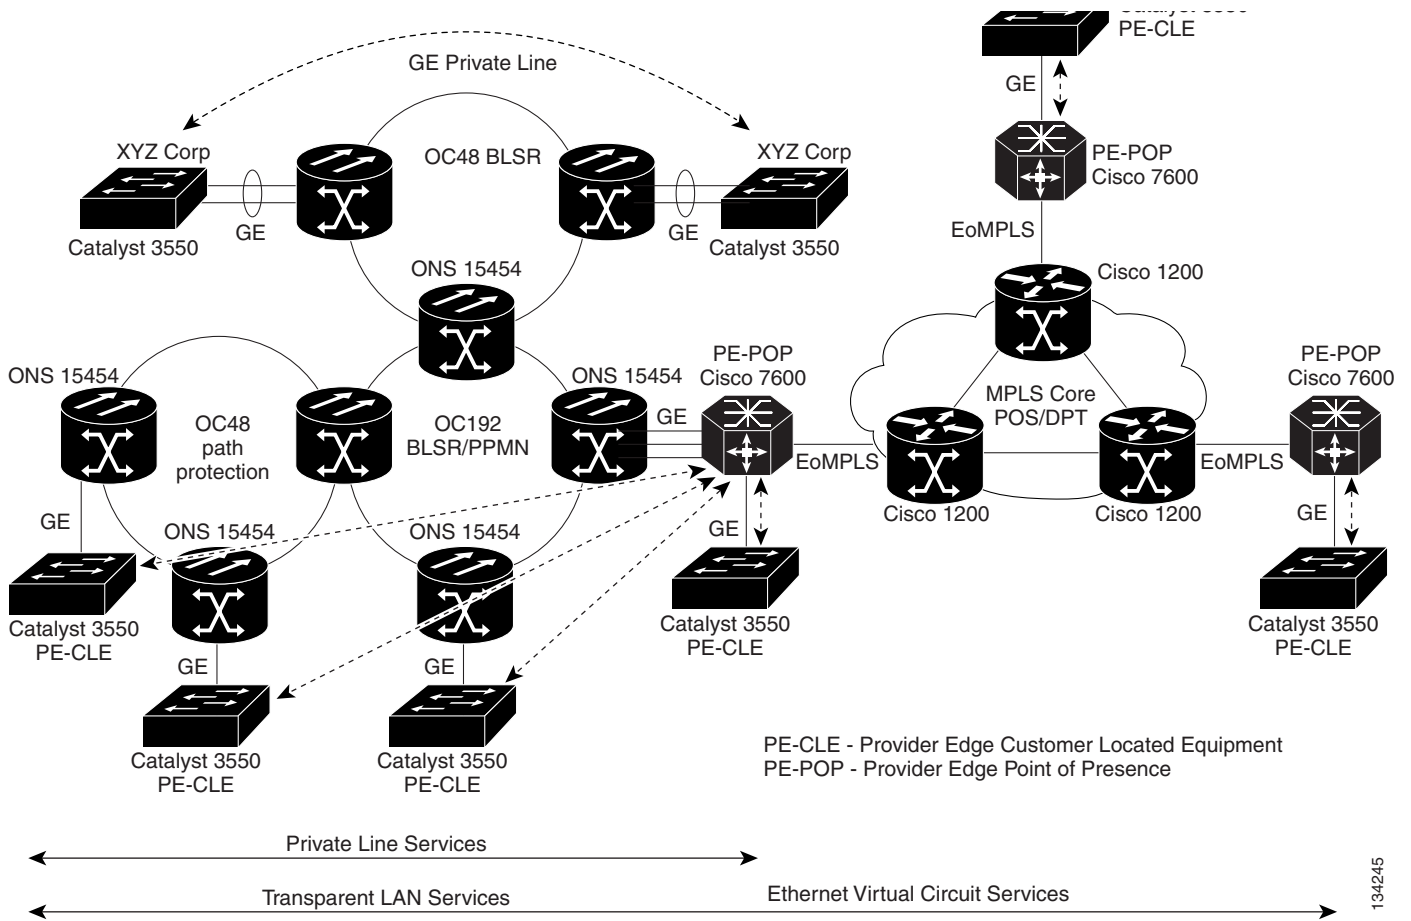 GE Private Line
XYZ Corp
OC48 BLSR
XYZ Corp
GE
GE
Catalyst 3550
Catalyst 3550
ONS 15454
PE-CLE
GE
PE-POP
Cisco 7600
EoMPLS
Cisco 1200
ONS 15454
OC48
path
protection
OC192
BLSR/PPMN
ONS 15454
GE
PE-POP
Cisco 7600
EoMPLS
MPLS Core
POS/DPT
Cisco 1200
Cisco 1200
EoMPLS
PE-POP
Cisco 7600
GE
ONS 15454
ONS 15454
GE
GE
Catalyst 3550
PE-CLE
GE
Catalyst 3550
PE-CLE
GE
Catalyst 3550
PE-CLE
Catalyst 3550
PE-CLE
Catalyst 3550
PE-CLE
PE-CLE - Provider Edge Customer Located Equipment
PE-POP - Provider Edge Point of Presence
Private Line Services
Transparent LAN Services
Ethernet Virtual Circuit Services
134245